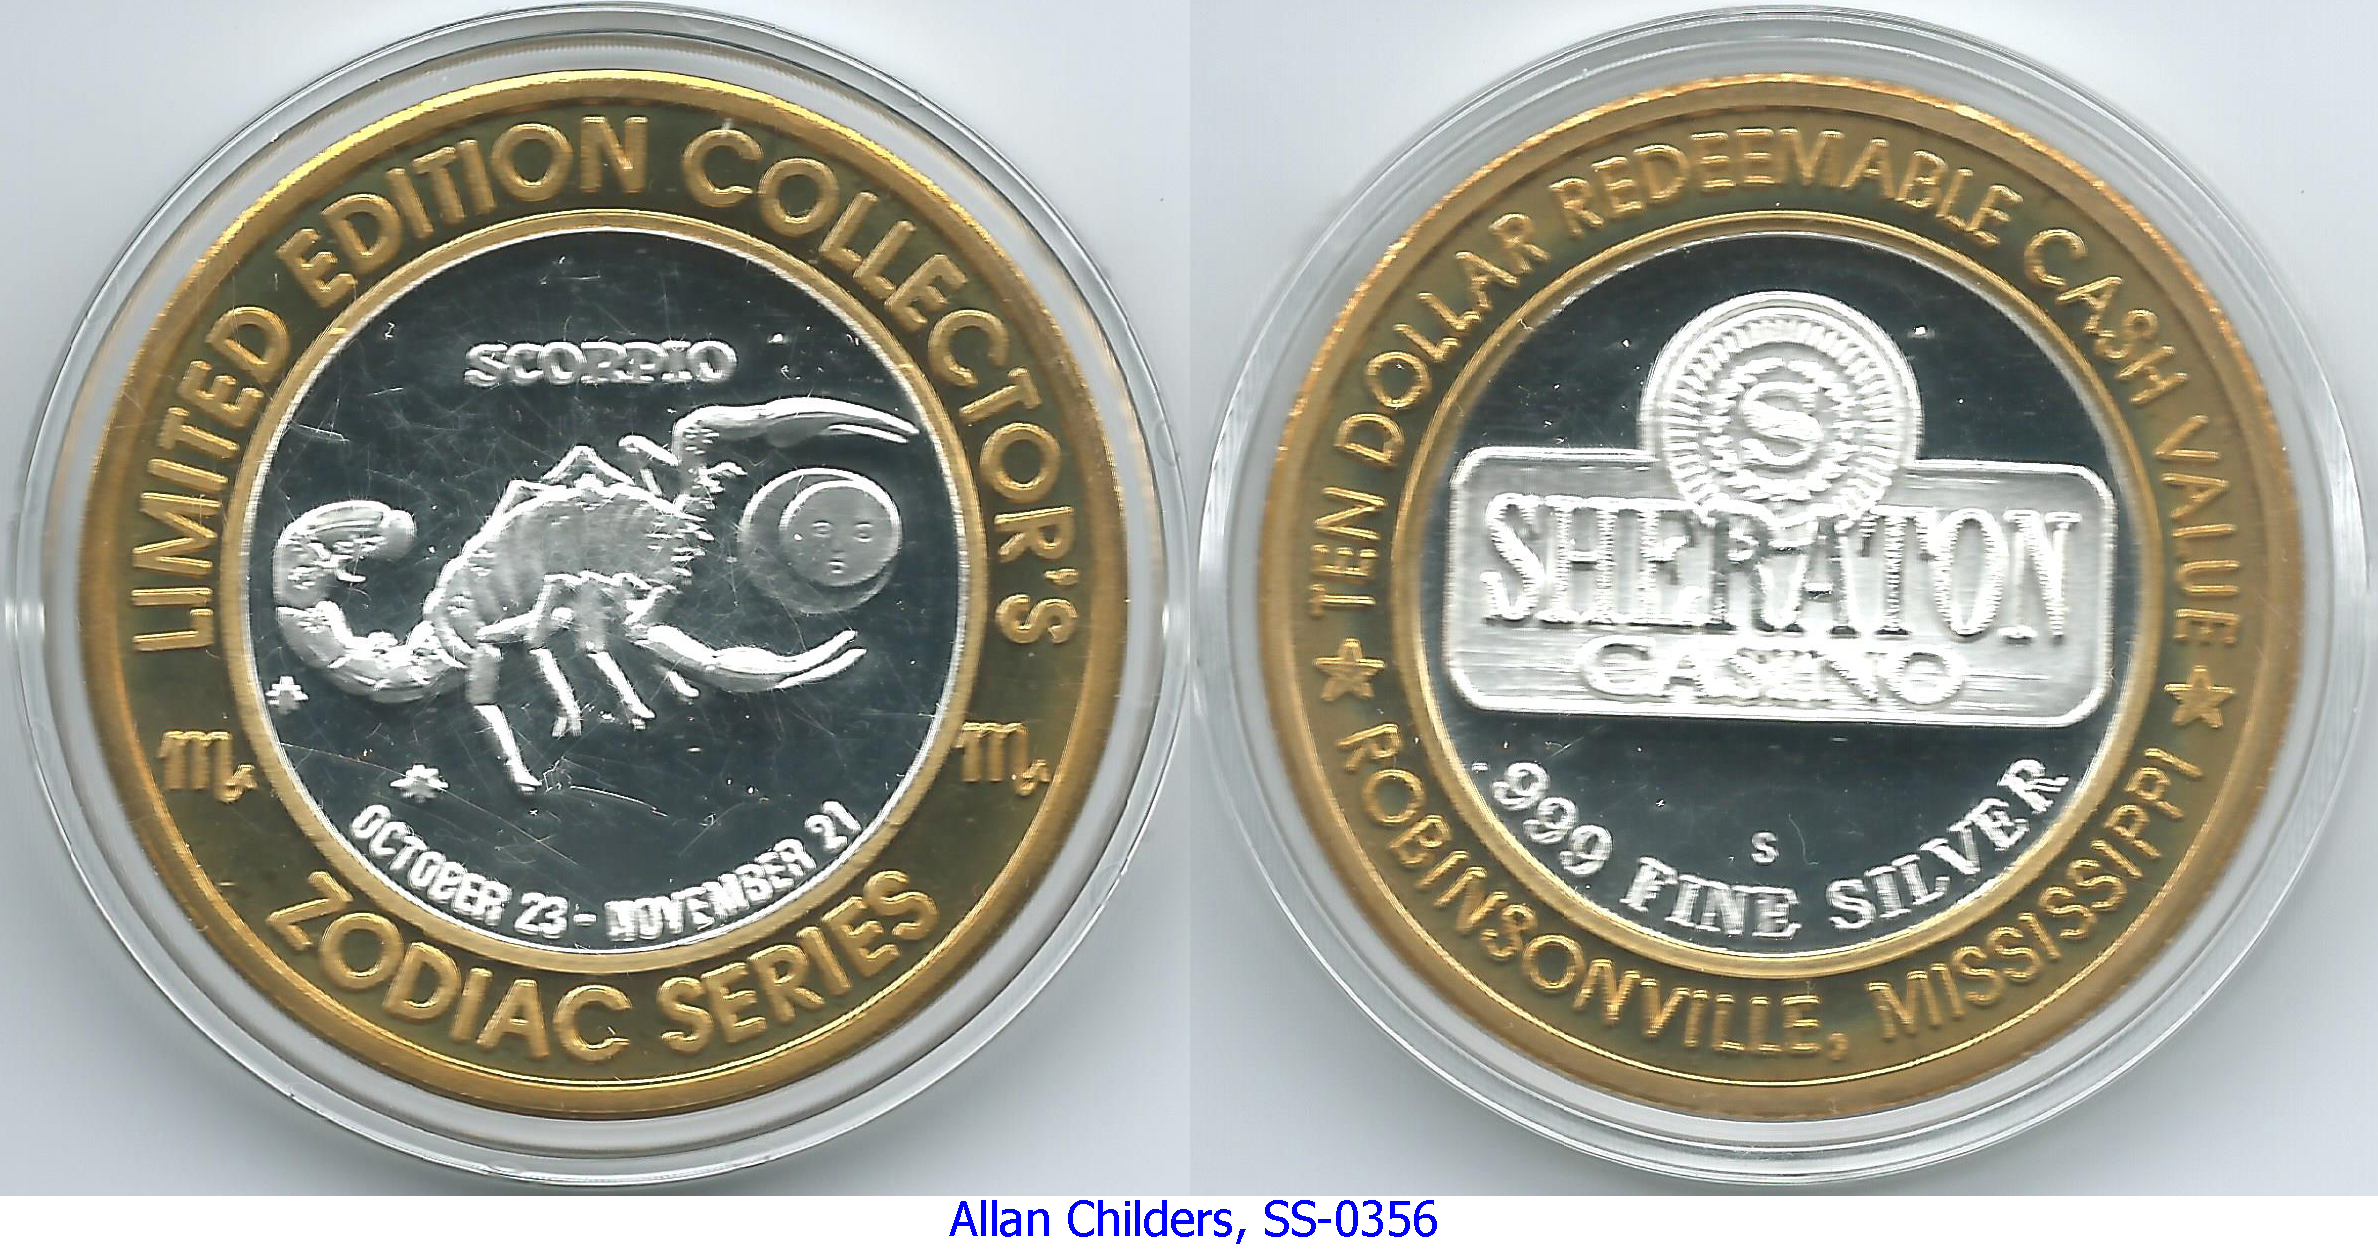 LIMITED EDITION COLLECTOR'S
SCORPIO
OCTOBER 23 - NOVEMBER 21
ZODIAC SERIES
TEN DOLLAR REDEEMABLE CASH VALUE
S
SHERATON
CASINO
S
.999 FINE SILVER
ROBINSONVILLE, MISSISSIPPI
Allan Childers, SS-0356